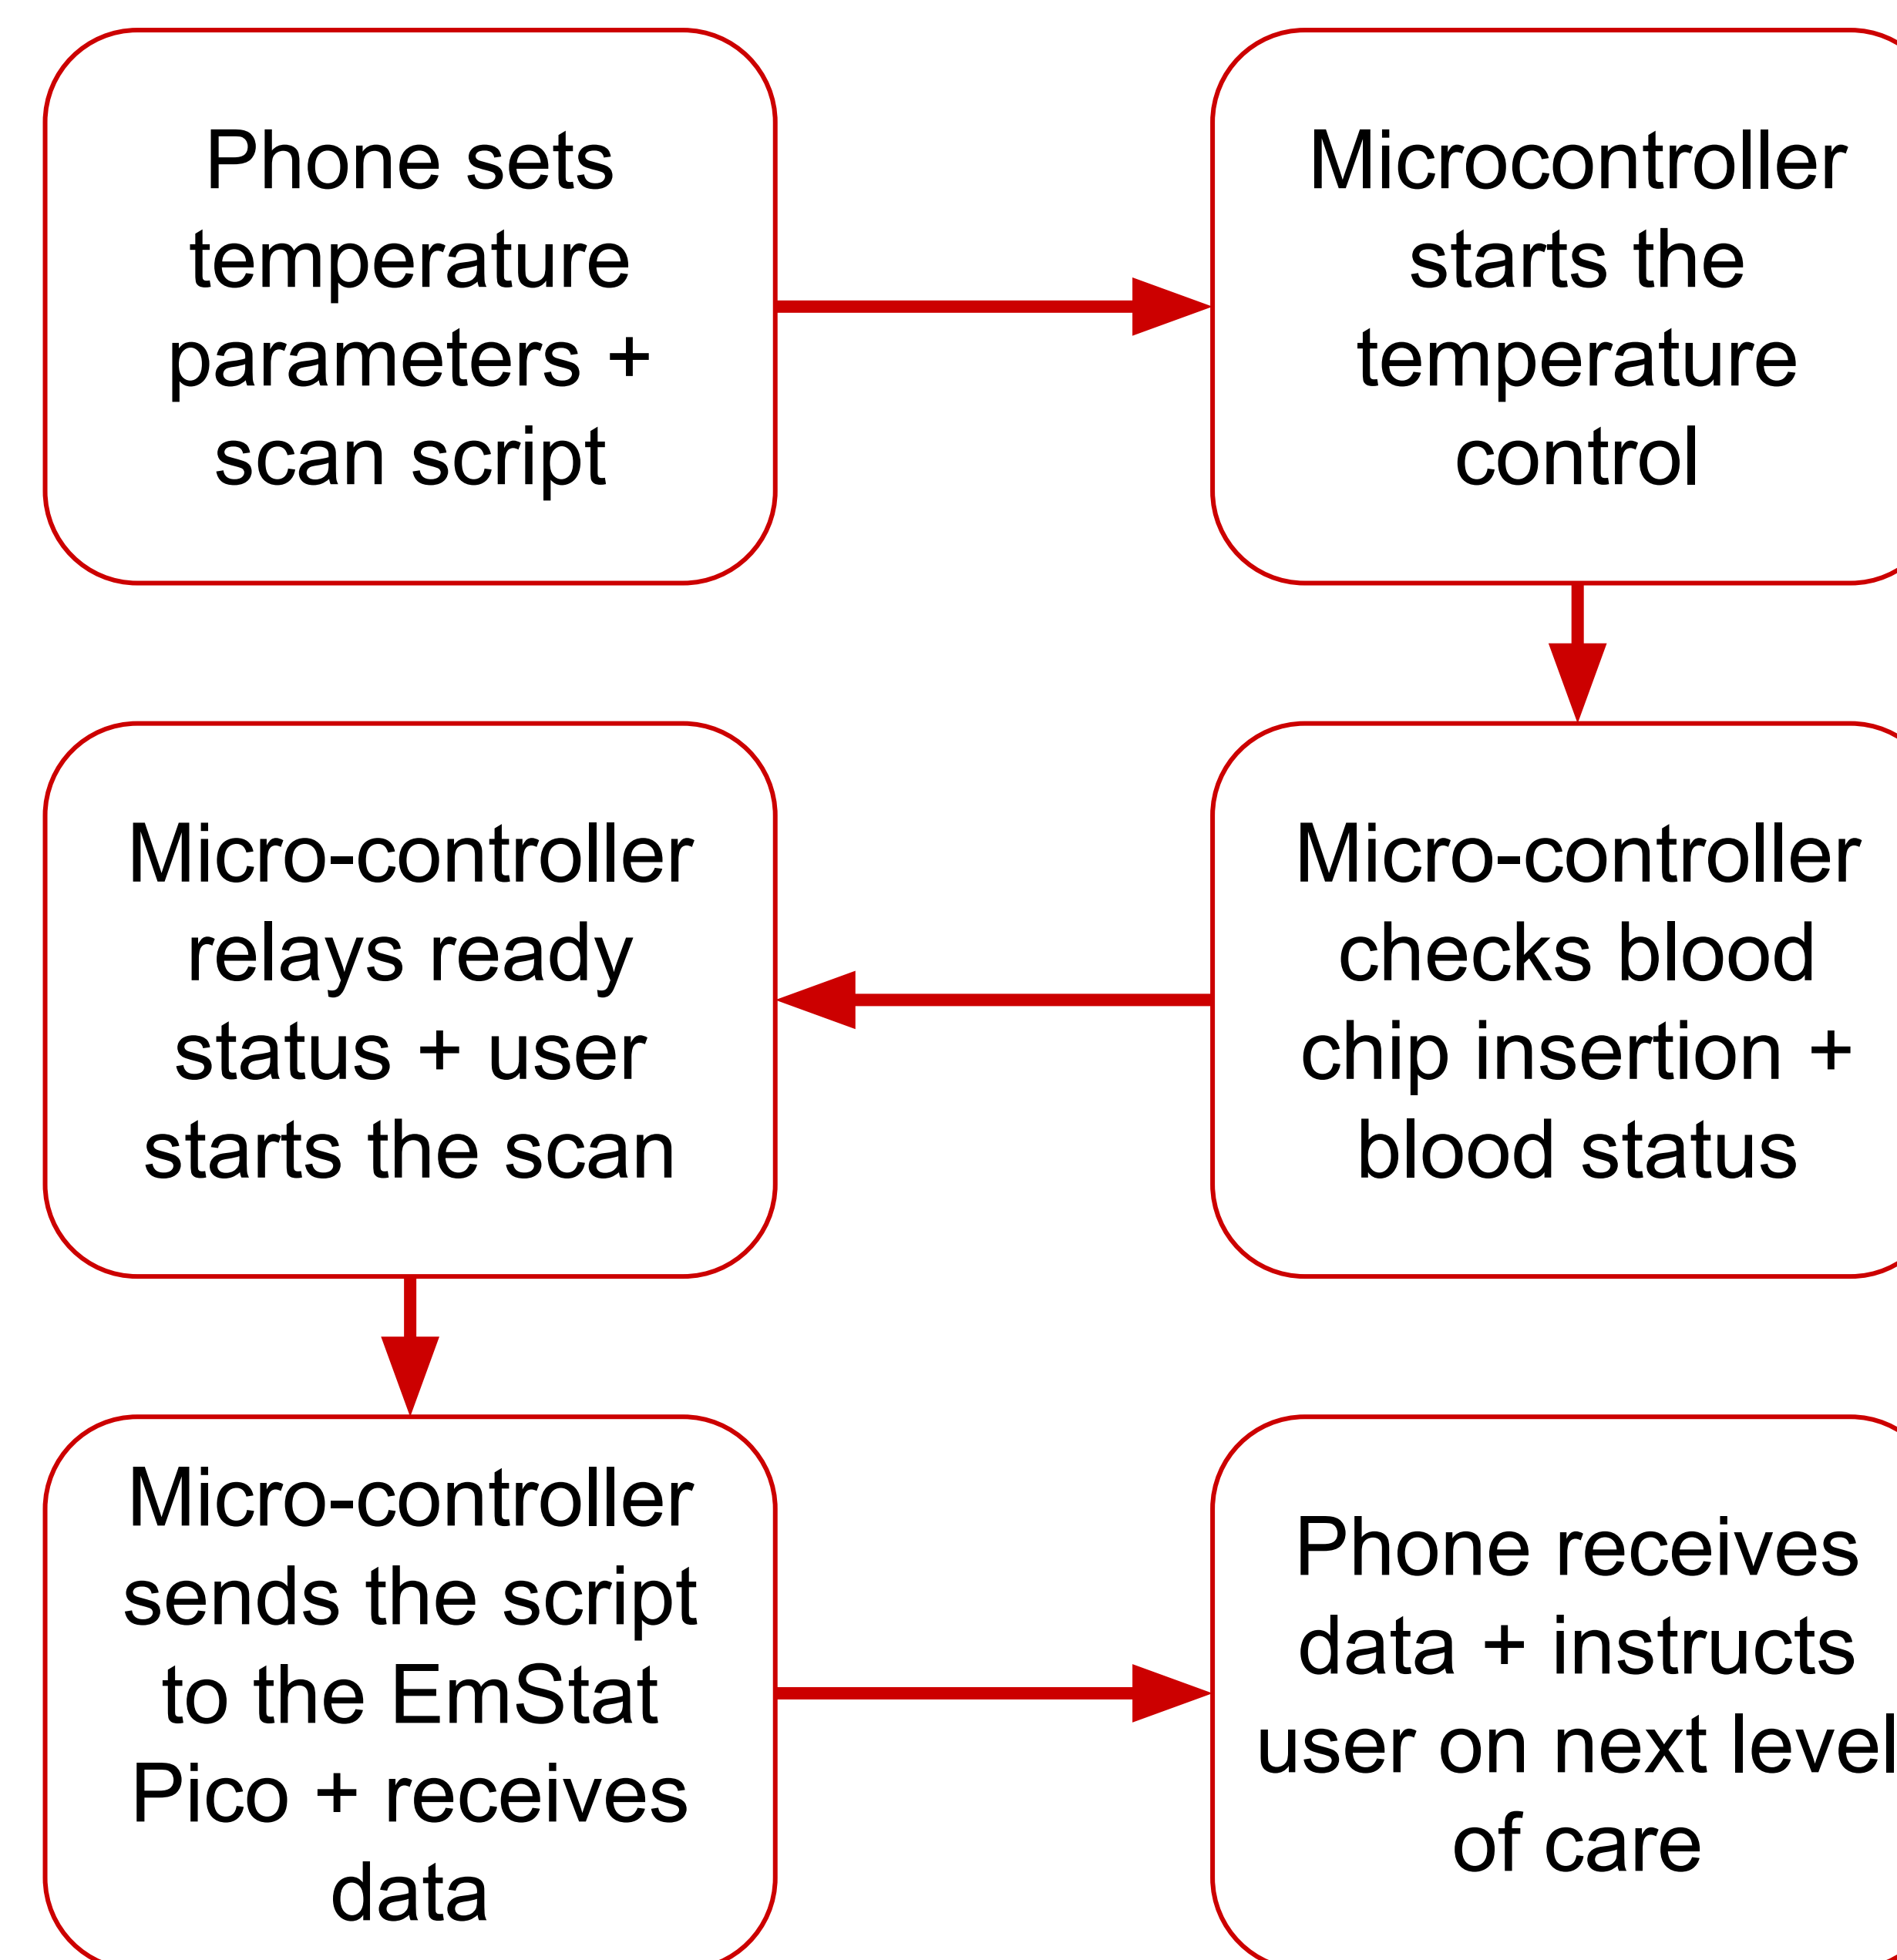 Phone sets
temperature
parameters +
scan script
Microcontroller
starts the
temperature
control
Micro-controller
checks blood
chip insertion +
blood status
Micro-controller
relays ready
status + user
starts the scan
Micro-controller
sends the script
to the EmStat
Pico + receives
data
Phone receives
data + instructs
user on next level
of care